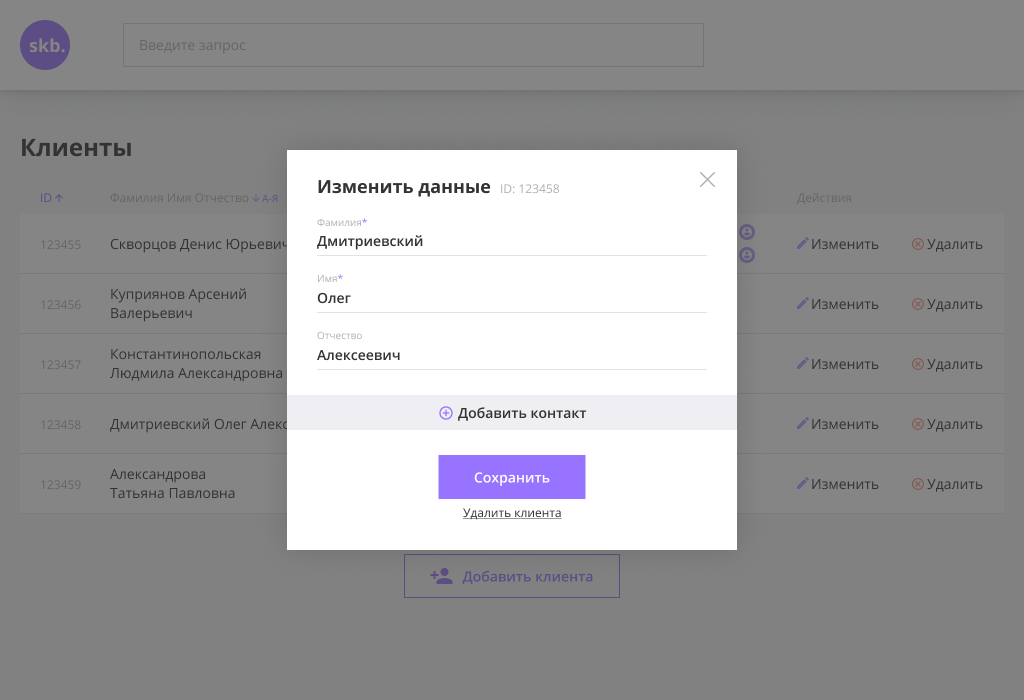 skb.
Введите запрос
Клиенты
ID Фамилия Имя Отчество А-Я Действия
123455 Скворцов Денис Юрьевич Изменить Удалить
123456 Куприянов Арсений
Валерьевич Изменить Удалить
123457 Константинопольская
Людмила Александровна Изменить Удалить
123458 Дмитриевский Олег Изменить Удалить
123459 Александрова
Татьяна Павловна Изменить Удалить
Изменить данные ID: 123458
Фамилия*
Дмитриевский
Имя*
Олег
Отчество
Алексеевич
Добавить контакт
Сохранить
Удалить клиента
Добавить клиента